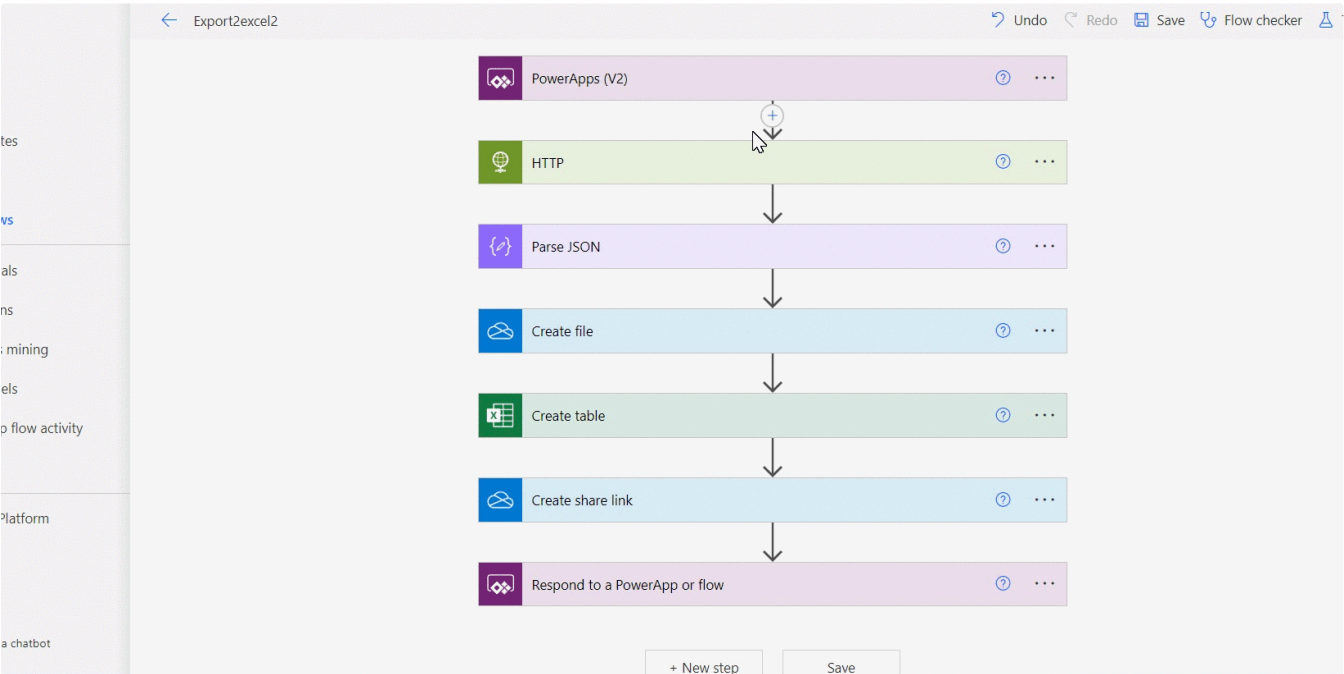 Export2excel2
Undo
Redo
Save
Flow checker
PowerApps (V2)
HTTP
Parse JSON
Create file
Create table
Create share link
Respond to a PowerApp or flow
+ New step
Save
tes
ws
als
ns
mining
els
p flow activity
Platform
a chatbot